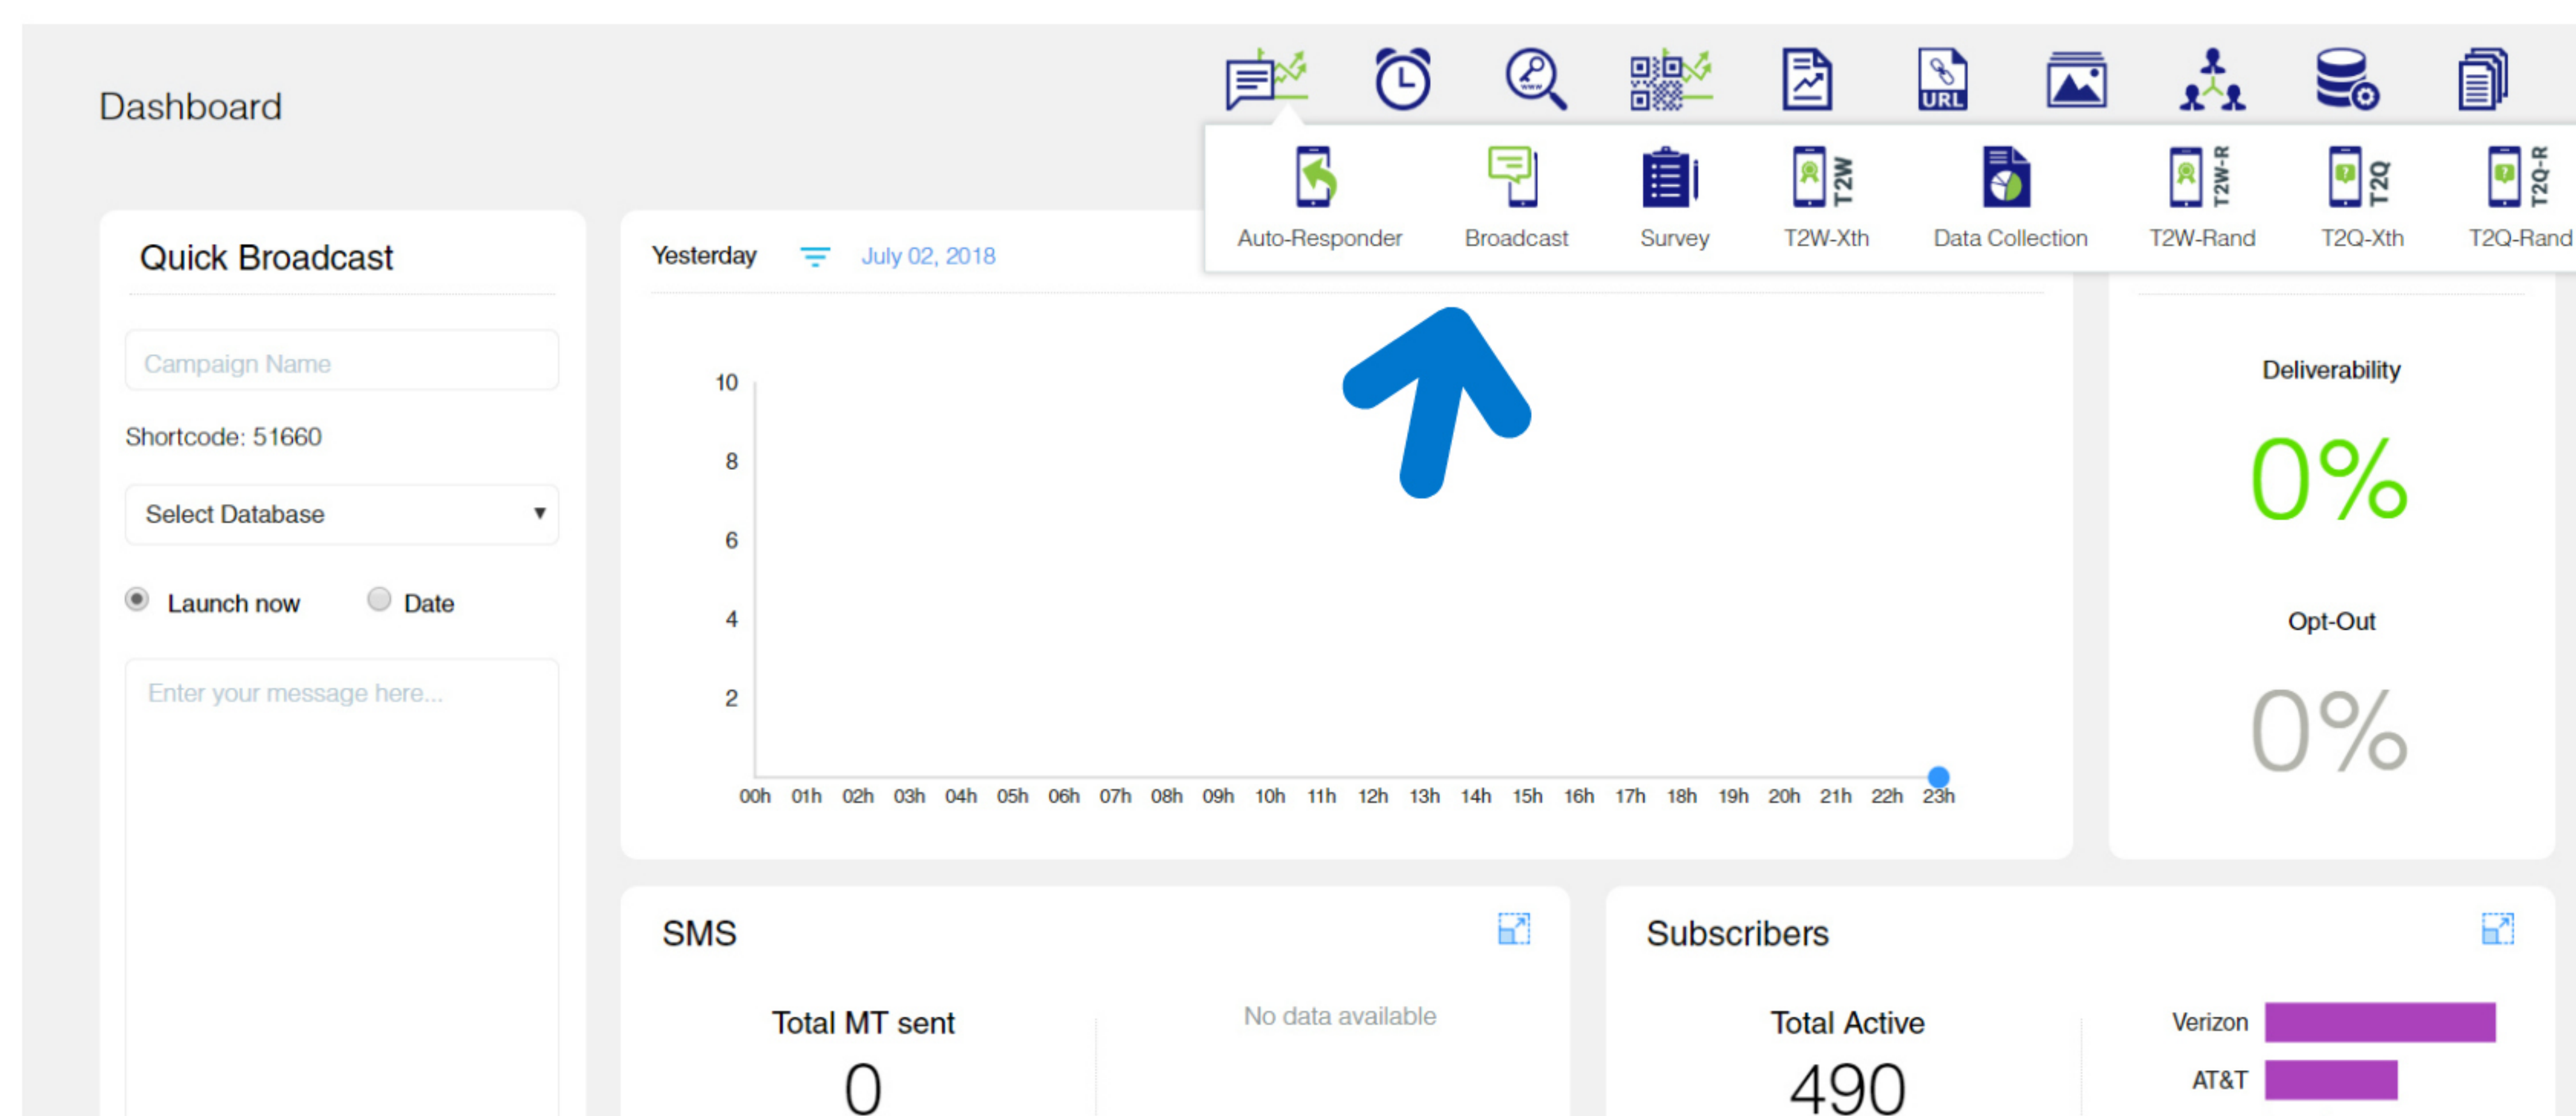 Dashboard
URL
T2W
T2W-R
T2Q
T2Q-R
Auto-Responder
Broadcast
Survey
T2W-Xth
Data Collection
T2W-Rand
T2Q-Xth
T2Q-Rand
Quick Broadcast
Campaign Name
Shortcode: 51660
Select Database
Launch now
Date
Enter your message here...
Yesterday
July 02, 2018
10
8
6
4
2
00h 01h 02h 03h 04h 05h 06h 07h 08h 09h 10h 11h 12h 13h 14h 15h 16h 17h 18h 19h 20h 21h 22h 23h
Deliverability
0%
Opt-Out
0%
SMS
Total MT sent
0
No data available
Subscribers
Total Active
490
Verizon
AT&T